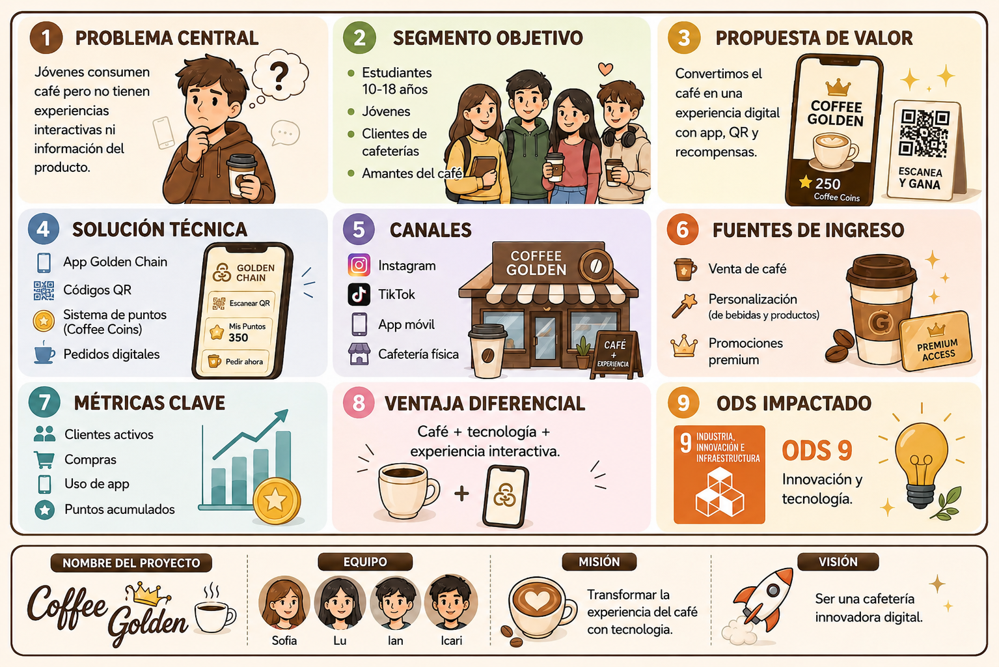 1 PROBLEMA CENTRAL
Jóvenes consumen
café pero no tienen
experiencias
interactivas ni
información del
producto.
?
2 SEGMENTO OBJETIVO
Estudiantes
10-18 años
Jóvenes
Clientes de
cafeterías
Amantes del café
3 PROPUESTA DE VALOR
Convertimos el
café en una
experiencia digital
con app, QR y
recompensas.
COFFEE
GOLDEN
250
Coffee Coins
ESCANEA
Y GANA
4 SOLUCIÓN TÉCNICA
App Golden Chain
Códigos QR
Sistema de puntos
(Coffee Coins)
Pedidos digitales
GOLDEN
CHAIN
Escanear QR
Mis Puntos
350
Pedir ahora
5 CANALES
Instagram
TikTok
App móvil
Cafetería física
COFFEE
GOLDEN
CAFÉ
+
EXPERIENCIA
6 FUENTES DE INGRESO
Venta de café
Personalización
(de bebidas y productos)
Promociones
premium
G
PREMIUM
ACCESS
7 MÉTRICAS CLAVE
Clientes activos
Compras
Uso de app
Puntos acumulados
8 VENTAJA DIFERENCIAL
Café + tecnología +
experiencia interactiva.
+
9 ODS IMPACTADO
9 INDUSTRIA,
INNOVACIÓN E
INFRAESTRUCTURA
ODS 9
Innovación y
tecnología.
NOMBRE DEL PROYECTO
Coffee
Golden
EQUIPO
Sofía Lu Ian Icari
MISIÓN
Transformar la
experiencia del café
con tecnologia.
VISIÓN
Ser una cafetería
innovadora digital.